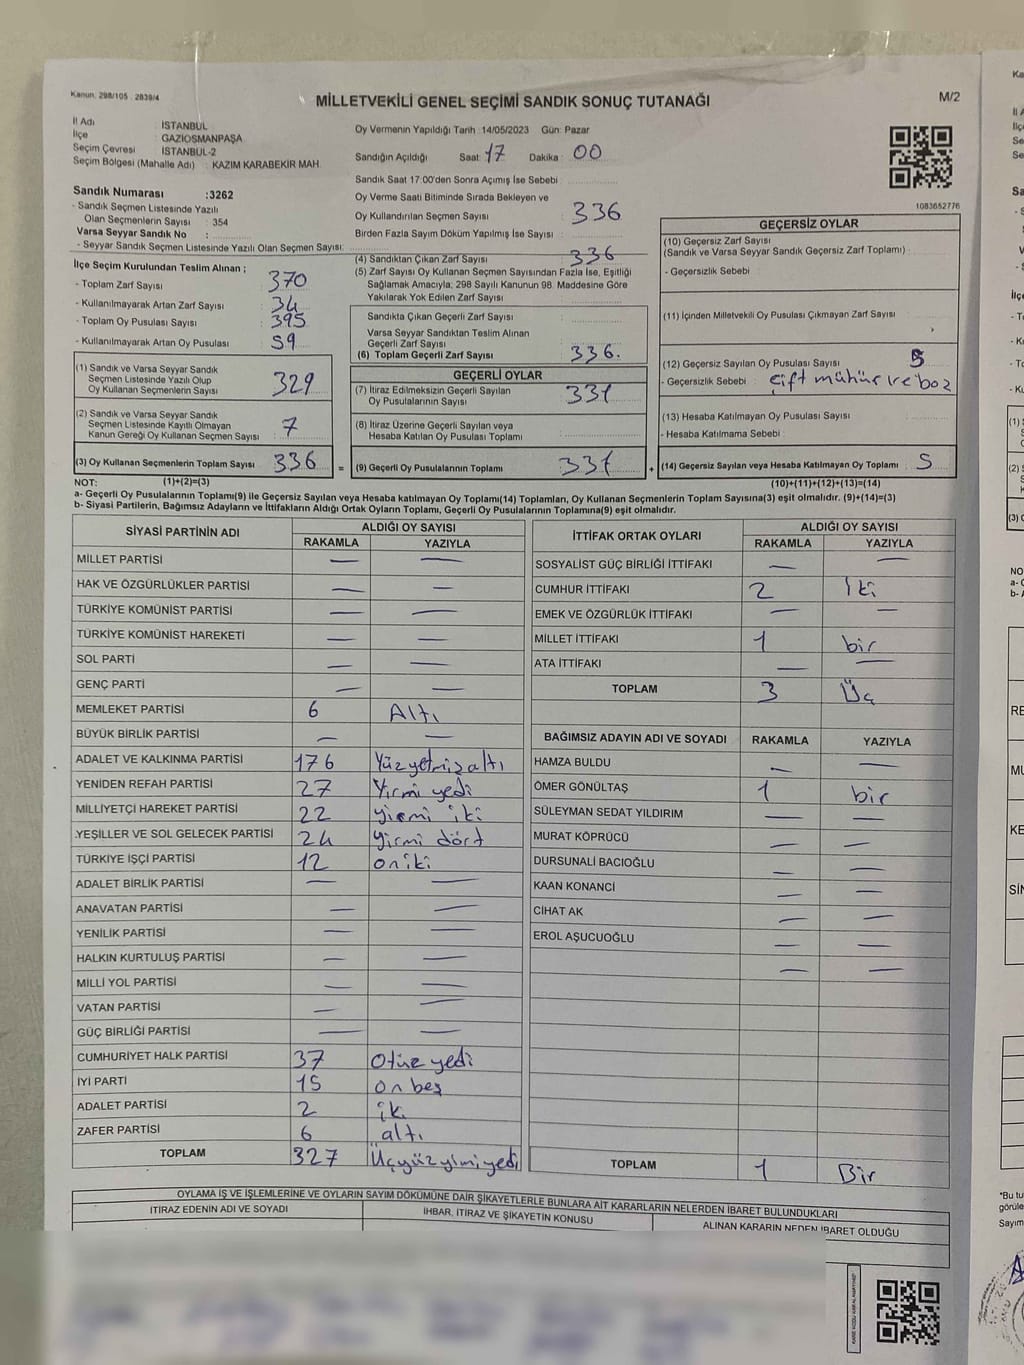 Kanun: 298/105 : 2839/4
MİLLETVEKİLİ GENEL SEÇİMİ SANDIK SONUÇ TUTANAĞI
M/2
İl Adı : İSTANBUL
İlçe : GAZİOSMANPAŞA
Seçim Çevresi : İSTANBUL-2
Seçim Bölgesi (Mahalle Adı) : KAZIM KARABEKİR MAH.
Oy Vermenin Yapıldığı Tarih :14/05/2023 Gün: Pazar
Sandığın Açıldığı Saat: 17 Dakika : 00
Sandık Saat 17:00'den Sonra Açımış İse Sebebi :
Sandık Numarası :3262
- Sandık Seçmen Listesinde Yazılı
Olan Seçmenlerin Sayısı : 354
Varsa Seyyar Sandık No :
- Seyyar Sandık Seçmen Listesinde Yazılı Olan Seçmen Sayısı:
Oy Verme Saati Bitiminde Sırada Bekleyen ve
Oy Kullandırılan Seçmen Sayısı : 336
Birden Fazla Sayım Döküm Yapılmış İse Sayısı :
1083652776
İlçe Seçim Kurulundan Teslim Alınan ;
- Toplam Zarf Sayısı : 370
- Kullanılmayarak Artan Zarf Sayısı : 34
- Toplam Oy Pusulası Sayısı : 395
- Kullanılmayarak Artan Oy Pusulası : 59
(4) Sandıktan Çıkan Zarf Sayısı : 336
(5) Zarf Sayısı Oy Kullanan Seçmen Sayısından Fazla İse, Eşitliği
Sağlamak Amacıyla; 298 Sayılı Kanunun 98. Maddesine Göre
Yakılarak Yok Edilen Zarf Sayısı :
Sandıkta Çıkan Geçerli Zarf Sayısı :
Varsa Seyyar Sandıktan Teslim Alınan
Geçerli Zarf Sayısı :
(6) Toplam Geçerli Zarf Sayısı : 336.
GEÇERSİZ OYLAR
(10) Geçersiz Zarf Sayısı
(Sandık ve Varsa Seyyar Sandık Geçersiz Zarf Toplamı) :
- Geçersizlik Sebebi :
(11) İçinden Milletvekili Oy Pusulası Çıkmayan Zarf Sayısı :
(12) Geçersiz Sayılan Oy Pusulası Sayısı : 5
- Geçersizlik Sebebi : çift mühür ve boz
(13) Hesaba Katılmayan Oy Pusulası Sayısı :
- Hesaba Katılmama Sebebi :
(14) Geçersiz Sayılan veya Hesaba Katılmayan Oy Toplamı : 5
(10)+(11)+(12)+(13)=(14)
(1) Sandık ve Varsa Seyyar Sandık
Seçmen Listesinde Yazılı Olup
Oy Kullanan Seçmenlerin Sayısı : 329
(2) Sandık ve Varsa Seyyar Sandık
Seçmen Listesinde Kayıtlı Olmayan
Kanun Gereği Oy Kullanan Seçmen Sayısı : 7
(3) Oy Kullanan Seçmenlerin Toplam Sayısı : 336 =
GEÇERLİ OYLAR
(7) İtiraz Edilmeksizin Geçerli Sayılan
Oy Pusulalarının Sayısı : 331
(8) İtiraz Üzerine Geçerli Sayılan veya
Hesaba Katılan Oy Pusulası Toplamı :
(9) Geçerli Oy Pusulalarının Toplamı : 331 +
NOT: (1)+(2)=(3)
a- Geçerli Oy Pusulalarının Toplamı(9) ile Geçersiz Sayılan veya Hesaba katılmayan Oy Toplamı(14) Toplamları, Oy Kullanan Seçmenlerin Toplam Sayısına(3) eşit olmalıdır. (9)+(14)=(3)
b- Siyasi Partilerin, Bağımsız Adayların ve İttifakların Aldığı Ortak Oyların Toplamı, Geçerli Oy Pusulalarının Toplamına(9) eşit olmalıdır.
SİYASİ PARTİNİN ADI ALDIĞI OY SAYISI
RAKAMLA YAZIYLA
MİLLET PARTİSİ — —
HAK VE ÖZGÜRLÜKLER PARTİSİ — —
TÜRKİYE KOMÜNİST PARTİSİ — —
TÜRKİYE KOMÜNİST HAREKETİ — —
SOL PARTİ — —
GENÇ PARTİ — —
MEMLEKET PARTİSİ 6 Altı
BÜYÜK BİRLİK PARTİSİ — —
ADALET VE KALKINMA PARTİSİ 176 Yüzyetmişaltı
YENİDEN REFAH PARTİSİ 27 Yirmi yedi
MİLLİYETÇİ HAREKET PARTİSİ 22 yirmi iki
YEŞİLLER VE SOL GELECEK PARTİSİ 24 yirmi dört
TÜRKİYE İŞÇİ PARTİSİ 12 oniki
ADALET BİRLİK PARTİSİ — —
ANAVATAN PARTİSİ — —
YENİLİK PARTİSİ — —
HALKIN KURTULUŞ PARTİSİ — —
MİLLİ YOL PARTİSİ — —
VATAN PARTİSİ — —
GÜÇ BİRLİĞİ PARTİSİ — —
CUMHURİYET HALK PARTİSİ 37 Otuz yedi
İYİ PARTİ 15 on beş
ADALET PARTİSİ 2 iki
ZAFER PARTİSİ 6 altı
TOPLAM 327 Üçyüzyirmiyedi
İTTİFAK ORTAK OYLARI ALDIĞI OY SAYISI
RAKAMLA YAZIYLA
SOSYALİST GÜÇ BİRLİĞİ İTTİFAKI — —
CUMHUR İTTİFAKI 2 İki
EMEK VE ÖZGÜRLÜK İTTİFAKI — —
MİLLET İTTİFAKI 1 bir
ATA İTTİFAKI — —
TOPLAM 3 Üç
BAĞIMSIZ ADAYIN ADI VE SOYADI RAKAMLA YAZIYLA
HAMZA BULDU — —
ÖMER GÖNÜLTAŞ 1 bir
SÜLEYMAN SEDAT YILDIRIM — —
MURAT KÖPRÜCÜ — —
DURSUNALİ BACIOĞLU — —
KAAN KONANCİ — —
CİHAT AK — —
EROL AŞUCUOĞLU — —
— —
TOPLAM 1 Bir
OYLAMA İŞ VE İŞLEMLERİNE VE OYLARIN SAYIM DÖKÜMÜNE DAİR ŞİKAYETLERLE BUNLARA AİT KARARLARIN NELERDEN İBARET BULUNDUKLARI
İTİRAZ EDENİN ADI VE SOYADI İHBAR, İTİRAZ VE ŞİKAYETİN KONUSU ALINAN KARARIN NEDEN İBARET OLDUĞU